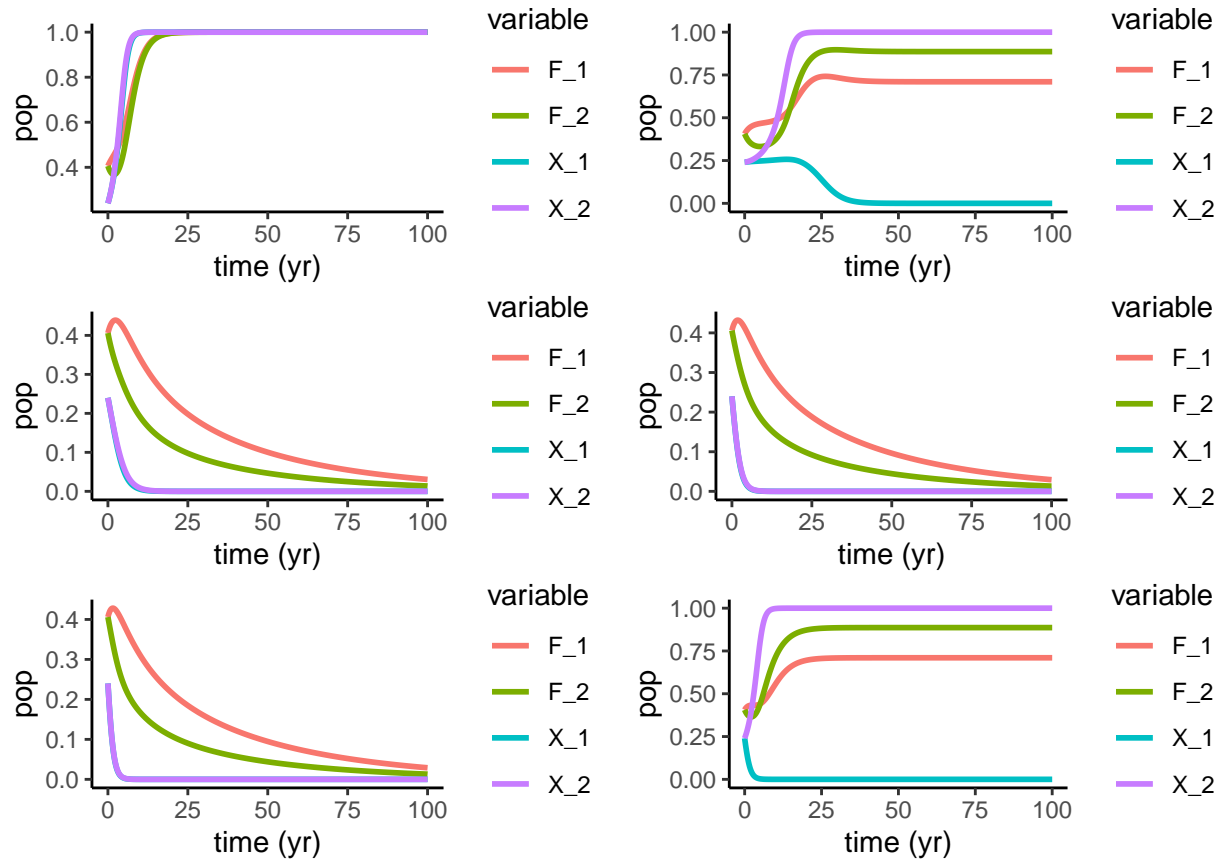 variable
F_1
F_2
X_1
X_2
pop
1.0
0.8
0.6
0.4
0 25 50 75 100
time (yr)
variable
F_1
F_2
X_1
X_2
pop
1.00
0.75
0.50
0.25
0.00
0 25 50 75 100
time (yr)
variable
F_1
F_2
X_1
X_2
pop
0.4
0.3
0.2
0.1
0.0
0 25 50 75 100
time (yr)
variable
F_1
F_2
X_1
X_2
pop
0.4
0.3
0.2
0.1
0.0
0 25 50 75 100
time (yr)
variable
F_1
F_2
X_1
X_2
pop
0.4
0.3
0.2
0.1
0.0
0 25 50 75 100
time (yr)
variable
F_1
F_2
X_1
X_2
pop
1.00
0.75
0.50
0.25
0.00
0 25 50 75 100
time (yr)